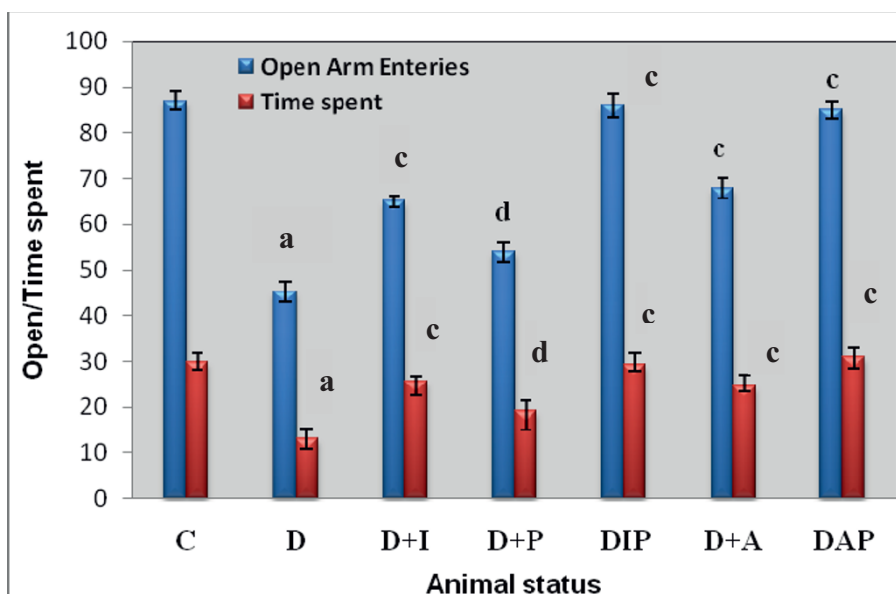 Open/Time spent
100
90
80
70
60
50
40
30
20
10
0
Open Arm Enteries
Time spent
a
a
c
c
d
d
c
c
c
c
c
c
C D D+I D+P DIP D+A DAP
Animal status